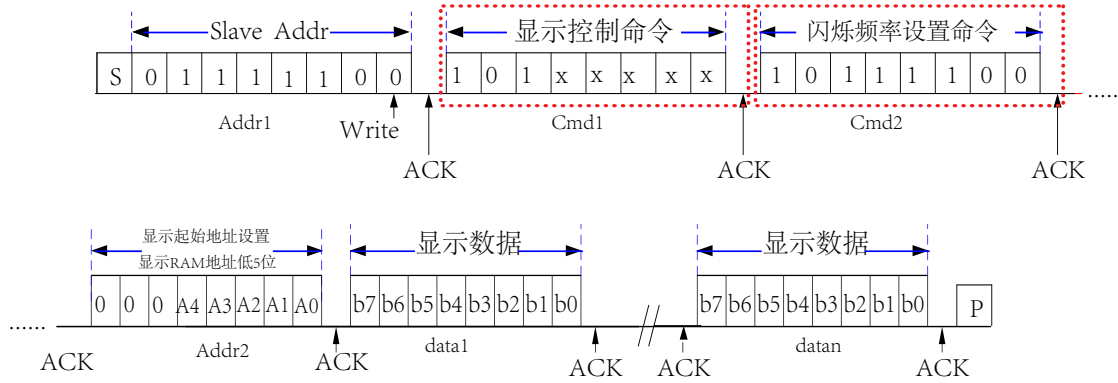 Slave Addr 显示控制命令 闪烁频率设置命令
S 0 1 1 1 1 1 0 0 1 0 1 x x x x x 1 0 1 1 1 1 0 0
Addr1 Write Cmd1 Cmd2 ......
ACK ACK ACK
显示起始地址设置 显示数据 显示数据
显示RAM地址低5位
0 0 0 A4 A3 A2 A1 A0 b7 b6 b5 b4 b3 b2 b1 b0 b7 b6 b5 b4 b3 b2 b1 b0 P
...... Addr2 data1 // datan
ACK ACK ACK ACK ACK